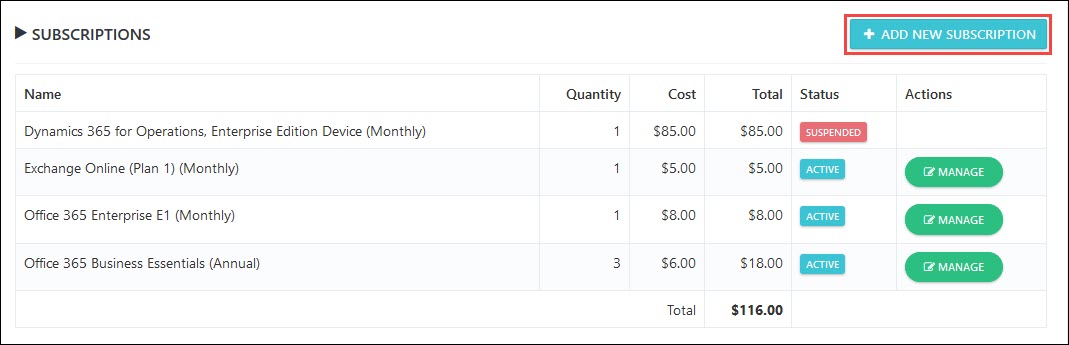 SUBSCRIPTIONS ADD NEW SUBSCRIPTION
Name Quantity Cost Total Status Actions
Dynamics 365 for Operations, Enterprise Edition Device (Monthly) 1 $85.00 $85.00 SUSPENDED
Exchange Online (Plan 1) (Monthly) 1 $5.00 $5.00 ACTIVE MANAGE
Office 365 Enterprise E1 (Monthly) 1 $8.00 $8.00 ACTIVE MANAGE
Office 365 Business Essentials (Annual) 3 $6.00 $18.00 ACTIVE MANAGE
Total $116.00